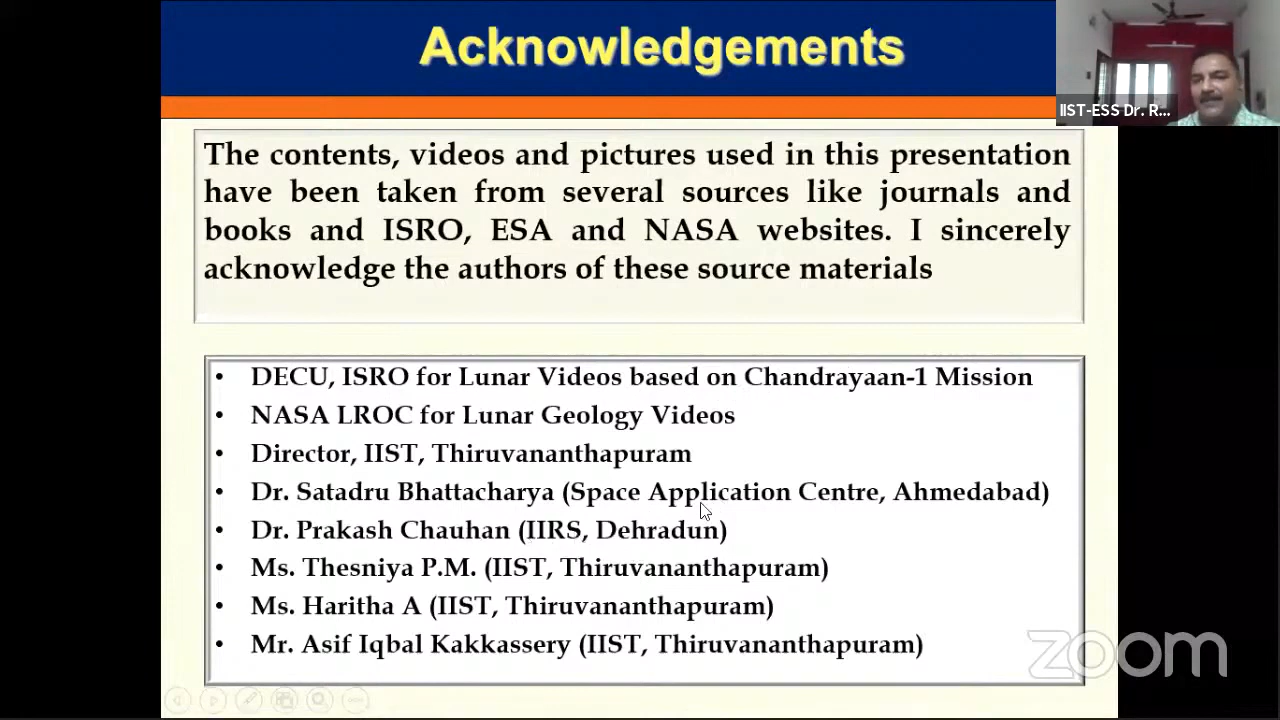 Acknowledgements
IIST-ESS Dr. R...
The contents, videos and pictures used in this presentation
have been taken from several sources like journals and
books and ISRO, ESA and NASA websites. I sincerely
acknowledge the authors of these source materials
• DECU, ISRO for Lunar Videos based on Chandrayaan-1 Mission
• NASA LROC for Lunar Geology Videos
• Director, IIST, Thiruvananthapuram
• Dr. Satadru Bhattacharya (Space Application Centre, Ahmedabad)
• Dr. Prakash Chauhan (IIRS, Dehradun)
• Ms. Thesniya P.M. (IIST, Thiruvananthapuram)
• Ms. Haritha A (IIST, Thiruvananthapuram)
• Mr. Asif Iqbal Kakkassery (IIST, Thiruvananthapuram)
zoom